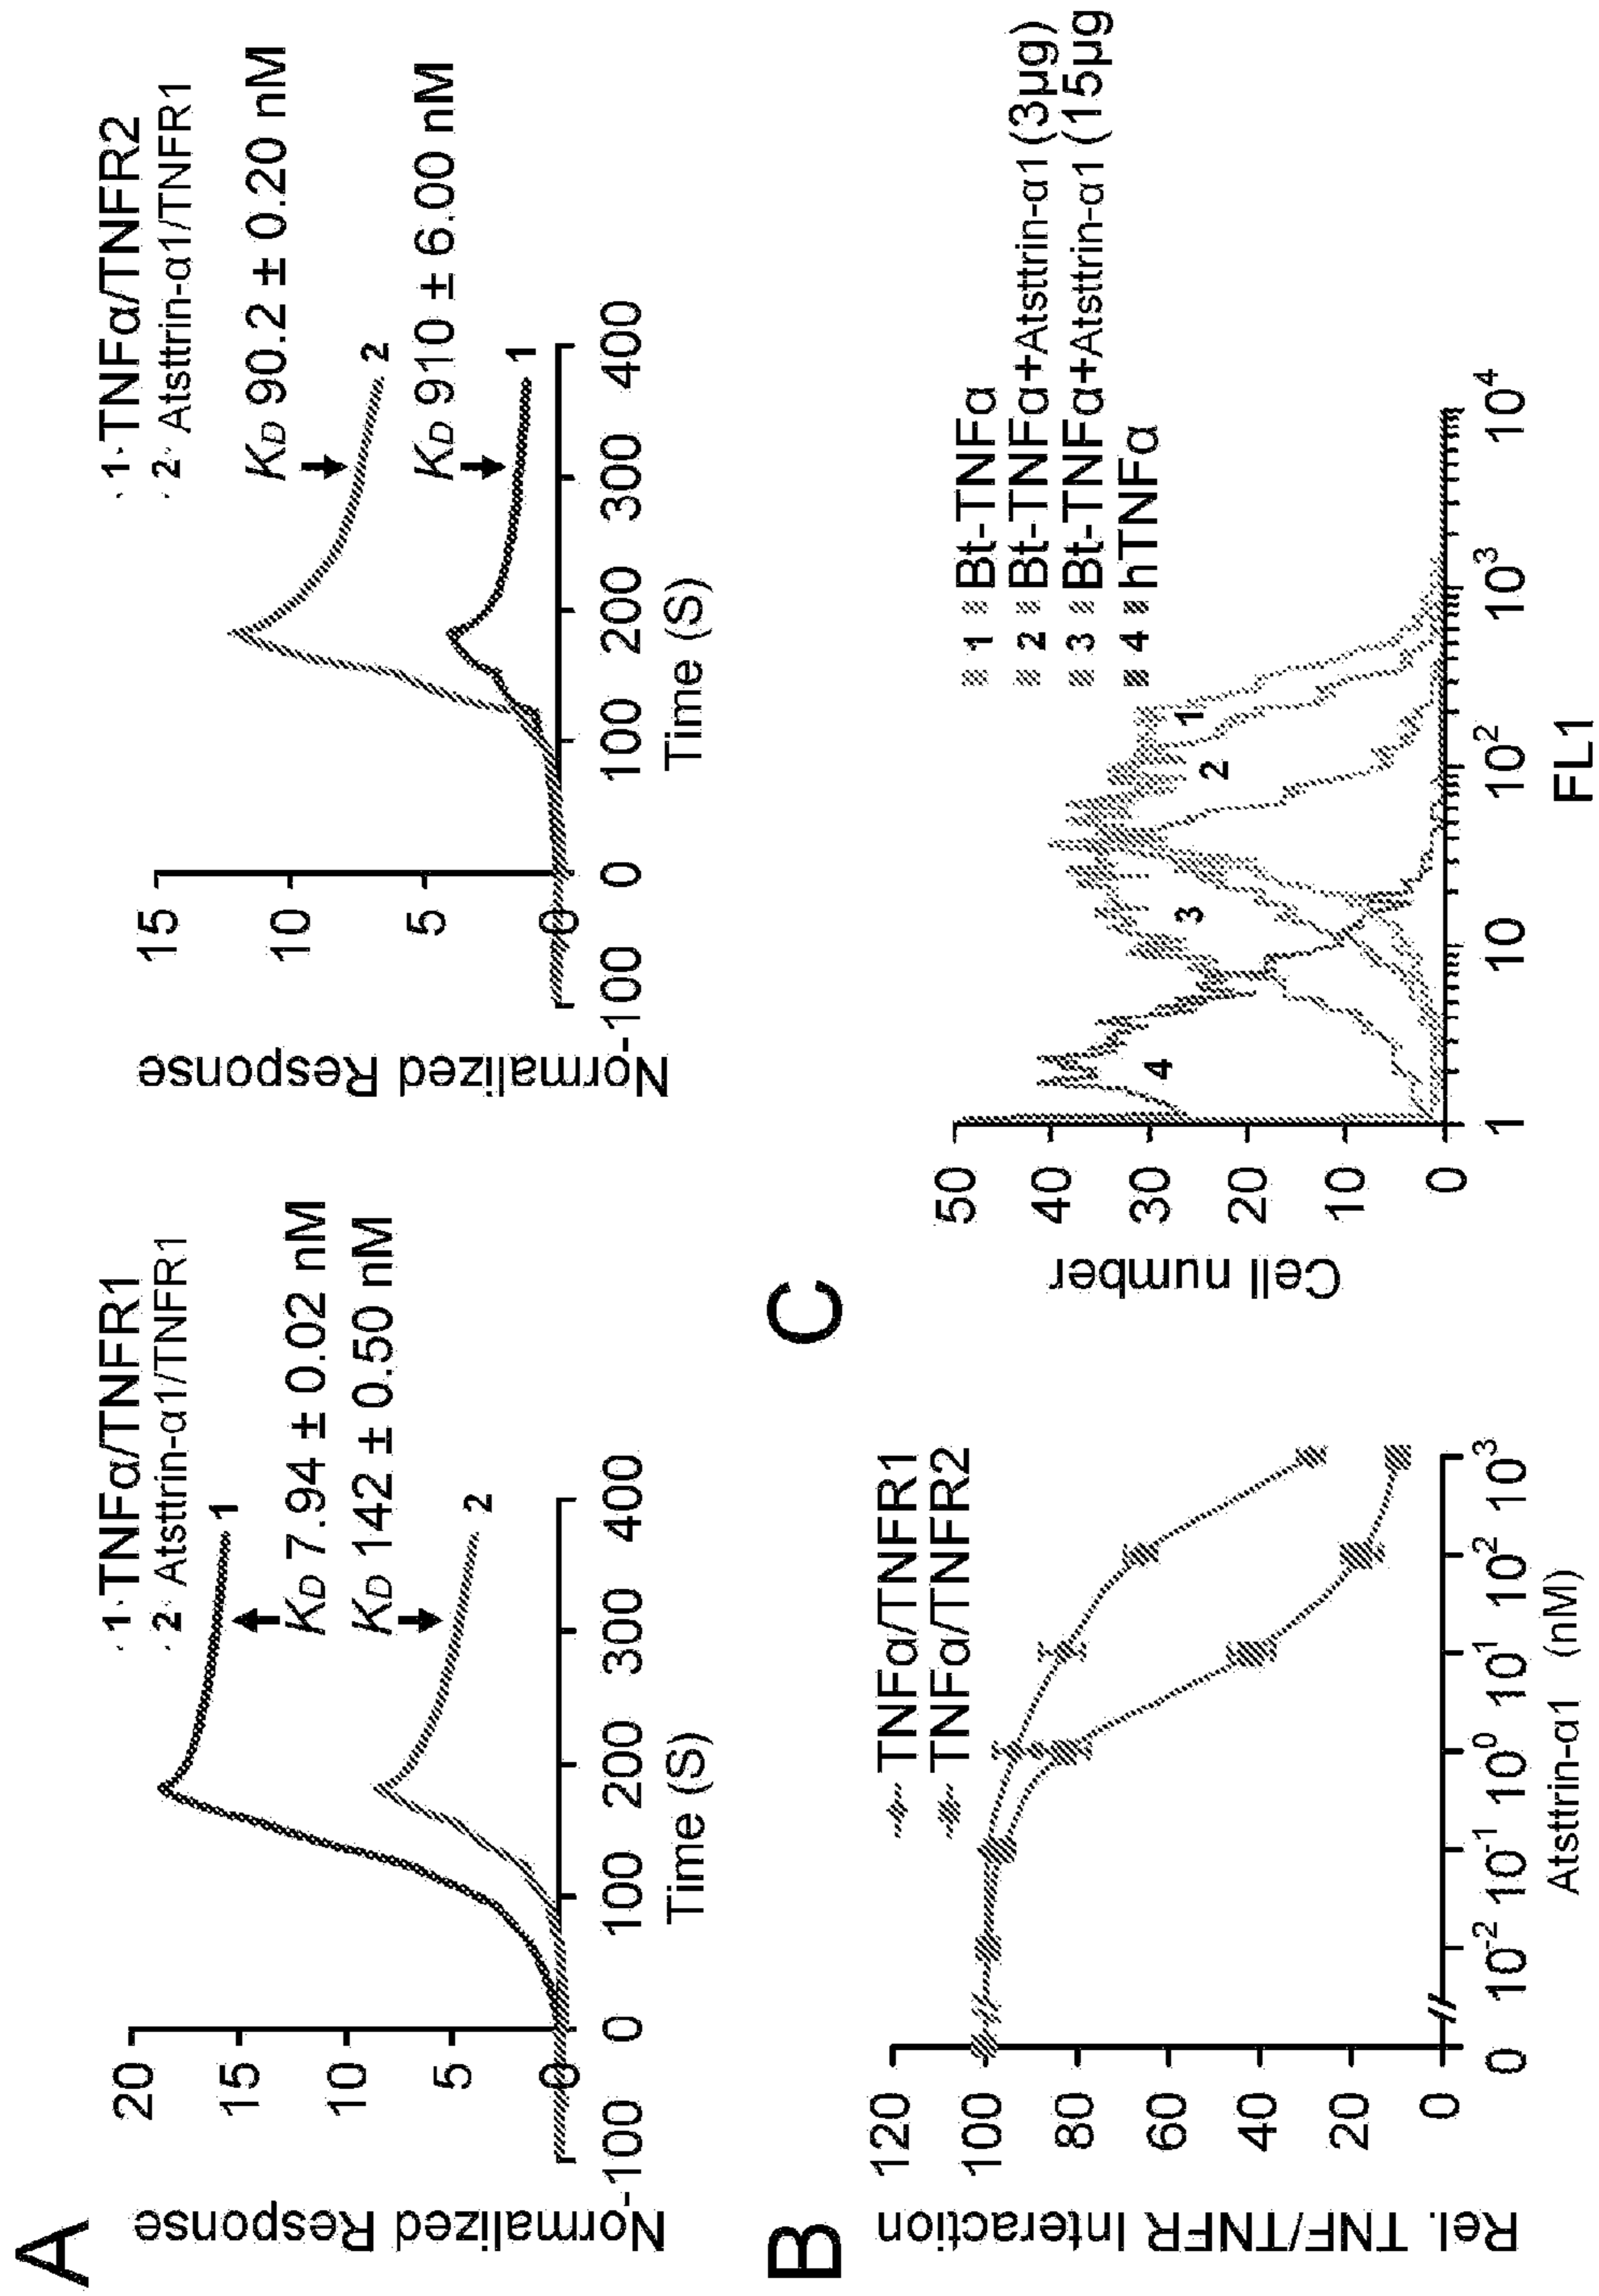 A
Normalized Response
20
15
10
5
0
-100
0
100
200
300
400
Time (S)
1 TNFα/TNFR1
2 Atsttrin-α1/TNFR1
1
KD 7.94 ± 0.02 nM
KD 142 ± 0.50 nM
2
Normalized Response
15
10
5
0
-100
0
100
200
300
400
Time (S)
1 TNFα/TNFR2
2 Atsttrin-α1/TNFR1
KD 90.2 ± 0.20 nM
2
KD 910 ± 6.00 nM
1
B
Rel. TNF/TNFR Interaction
120
100
80
60
40
20
0
0
10-2
10-1
100
101
102
103
Atsttrin-α1 (nM)
TNFα/TNFR1
TNFα/TNFR2
C
Cell number
50
40
30
20
10
0
1
10
102
103
104
FL1
1 Bt-TNFα
2 Bt-TNFα+Atsttrin-α1 (3µg)
3 Bt-TNFα+Atsttrin-α1 (15µg
4 hTNFα
1
2
3
4